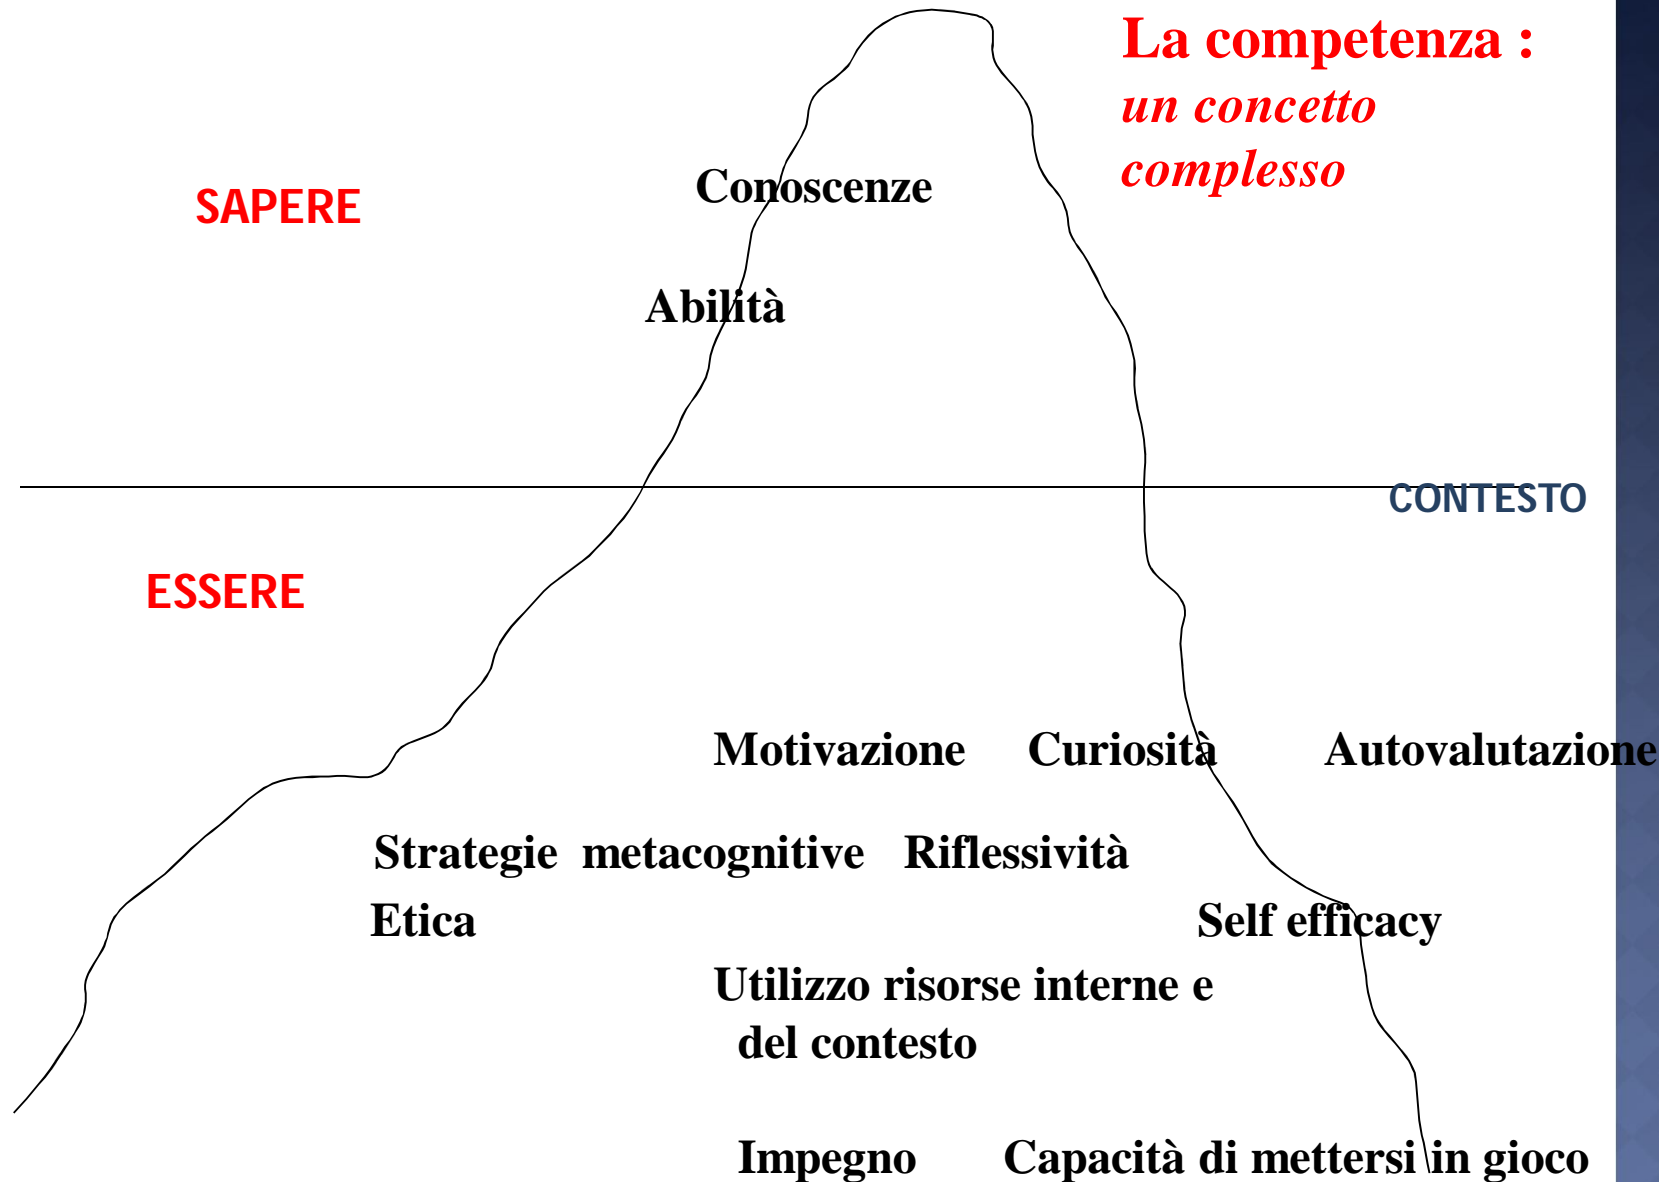 La competenza :
un concetto
complesso
Conoscenze
SAPERE
Abilità
CONTESTO
ESSERE
Motivazione Curiosità Autovalutazione
Strategie metacognitive Riflessività
Etica Self efficacy
Utilizzo risorse interne e
del contesto
Impegno Capacità di mettersi in gioco